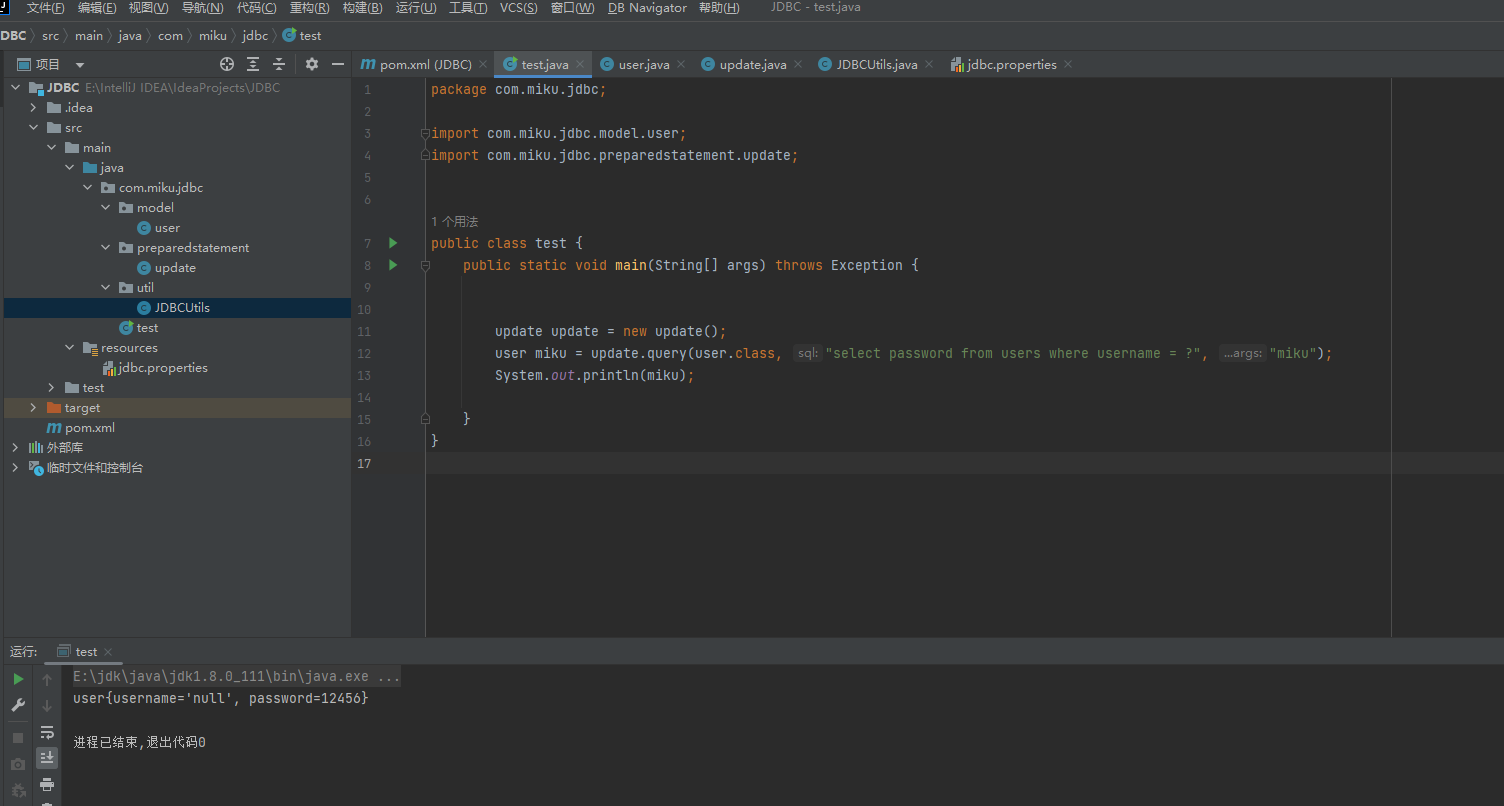 文件(F) 编辑(E) 视图(V) 导航(N) 代码(C) 重构(R) 构建(B) 运行(U) 工具(T) VCS(S) 窗口(W) DB Navigator 帮助(H) JDBC - test.java
DBC src main java com miku jdbc test
项目
pom.xml (JDBC) test.java user.java update.java JDBCUtils.java jdbc.properties
JDBC E:\IntelliJ IDEA\IdeaProjects\JDBC
.idea
src
main
java
com.miku.jdbc
model
user
preparedstatement
update
util
JDBCUtils
test
resources
jdbc.properties
test
target
pom.xml
外部库
临时文件和控制台
1 package com.miku.jdbc;
2
3 import com.miku.jdbc.model.user;
4 import com.miku.jdbc.preparedstatement.update;
5
6
1 个用法
7 public class test {
8 public static void main(String[] args) throws Exception {
9
10
11 update update = new update();
12 user miku = update.query(user.class, sql: "select password from users where username = ?", ...args: "miku");
13 System.out.println(miku);
14
15 }
16 }
17
运行: test
E:\jdk\java\jdk1.8.0_111\bin\java.exe ...
user{username='null', password=12456}
进程已结束,退出代码0